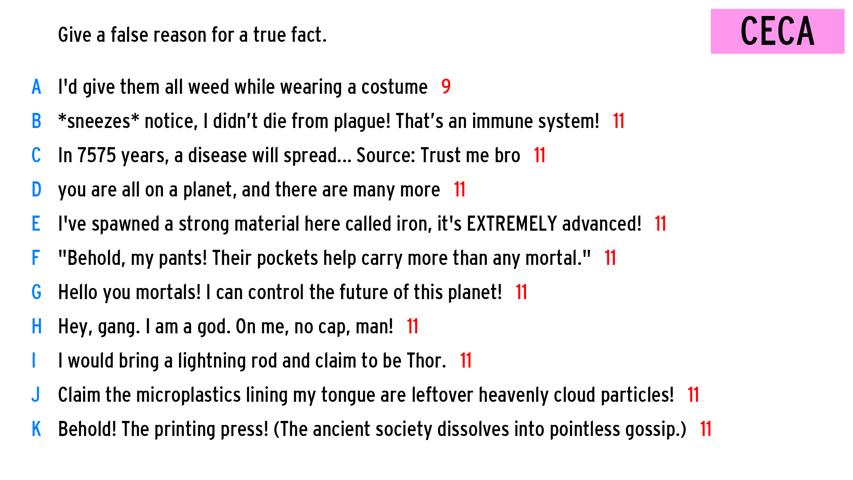 Give a false reason for a true fact.
CECA
A I'd give them all weed while wearing a costume 9
B *sneezes* notice, I didn’t die from plague! That’s an immune system! 11
C In 7575 years, a disease will spread... Source: Trust me bro 11
D you are all on a planet, and there are many more 11
E I've spawned a strong material here called iron, it's EXTREMELY advanced! 11
F "Behold, my pants! Their pockets help carry more than any mortal." 11
G Hello you mortals! I can control the future of this planet! 11
H Hey, gang. I am a god. On me, no cap, man! 11
I I would bring a lightning rod and claim to be Thor. 11
J Claim the microplastics lining my tongue are leftover heavenly cloud particles! 11
K Behold! The printing press! (The ancient society dissolves into pointless gossip.) 11